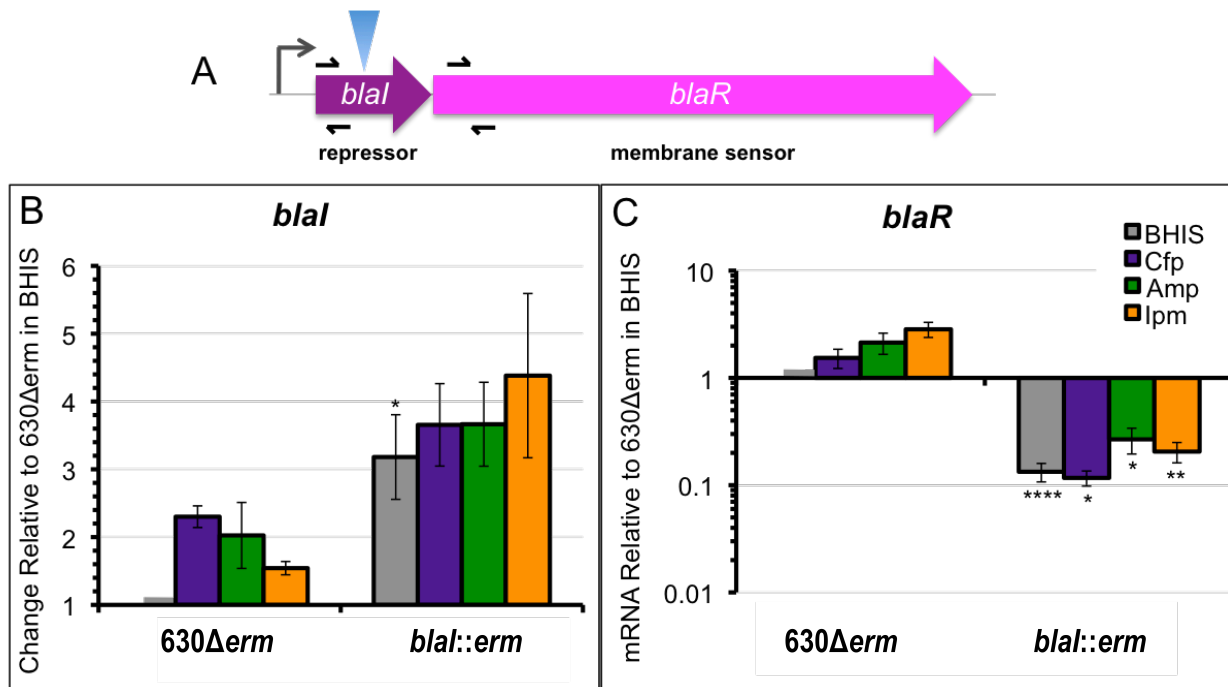 A
blaI
blaR
repressor
membrane sensor
B
blaI
Change Relative to 630Δerm in BHIS
6
5
4
3
2
1
*
630Δerm
blaI::erm
C
blaR
BHIS
Cfp
Amp
Ipm
mRNA Relative to 630Δerm in BHIS
10
1
0.1
0.01
****
*
*
**
630Δerm
blaI::erm